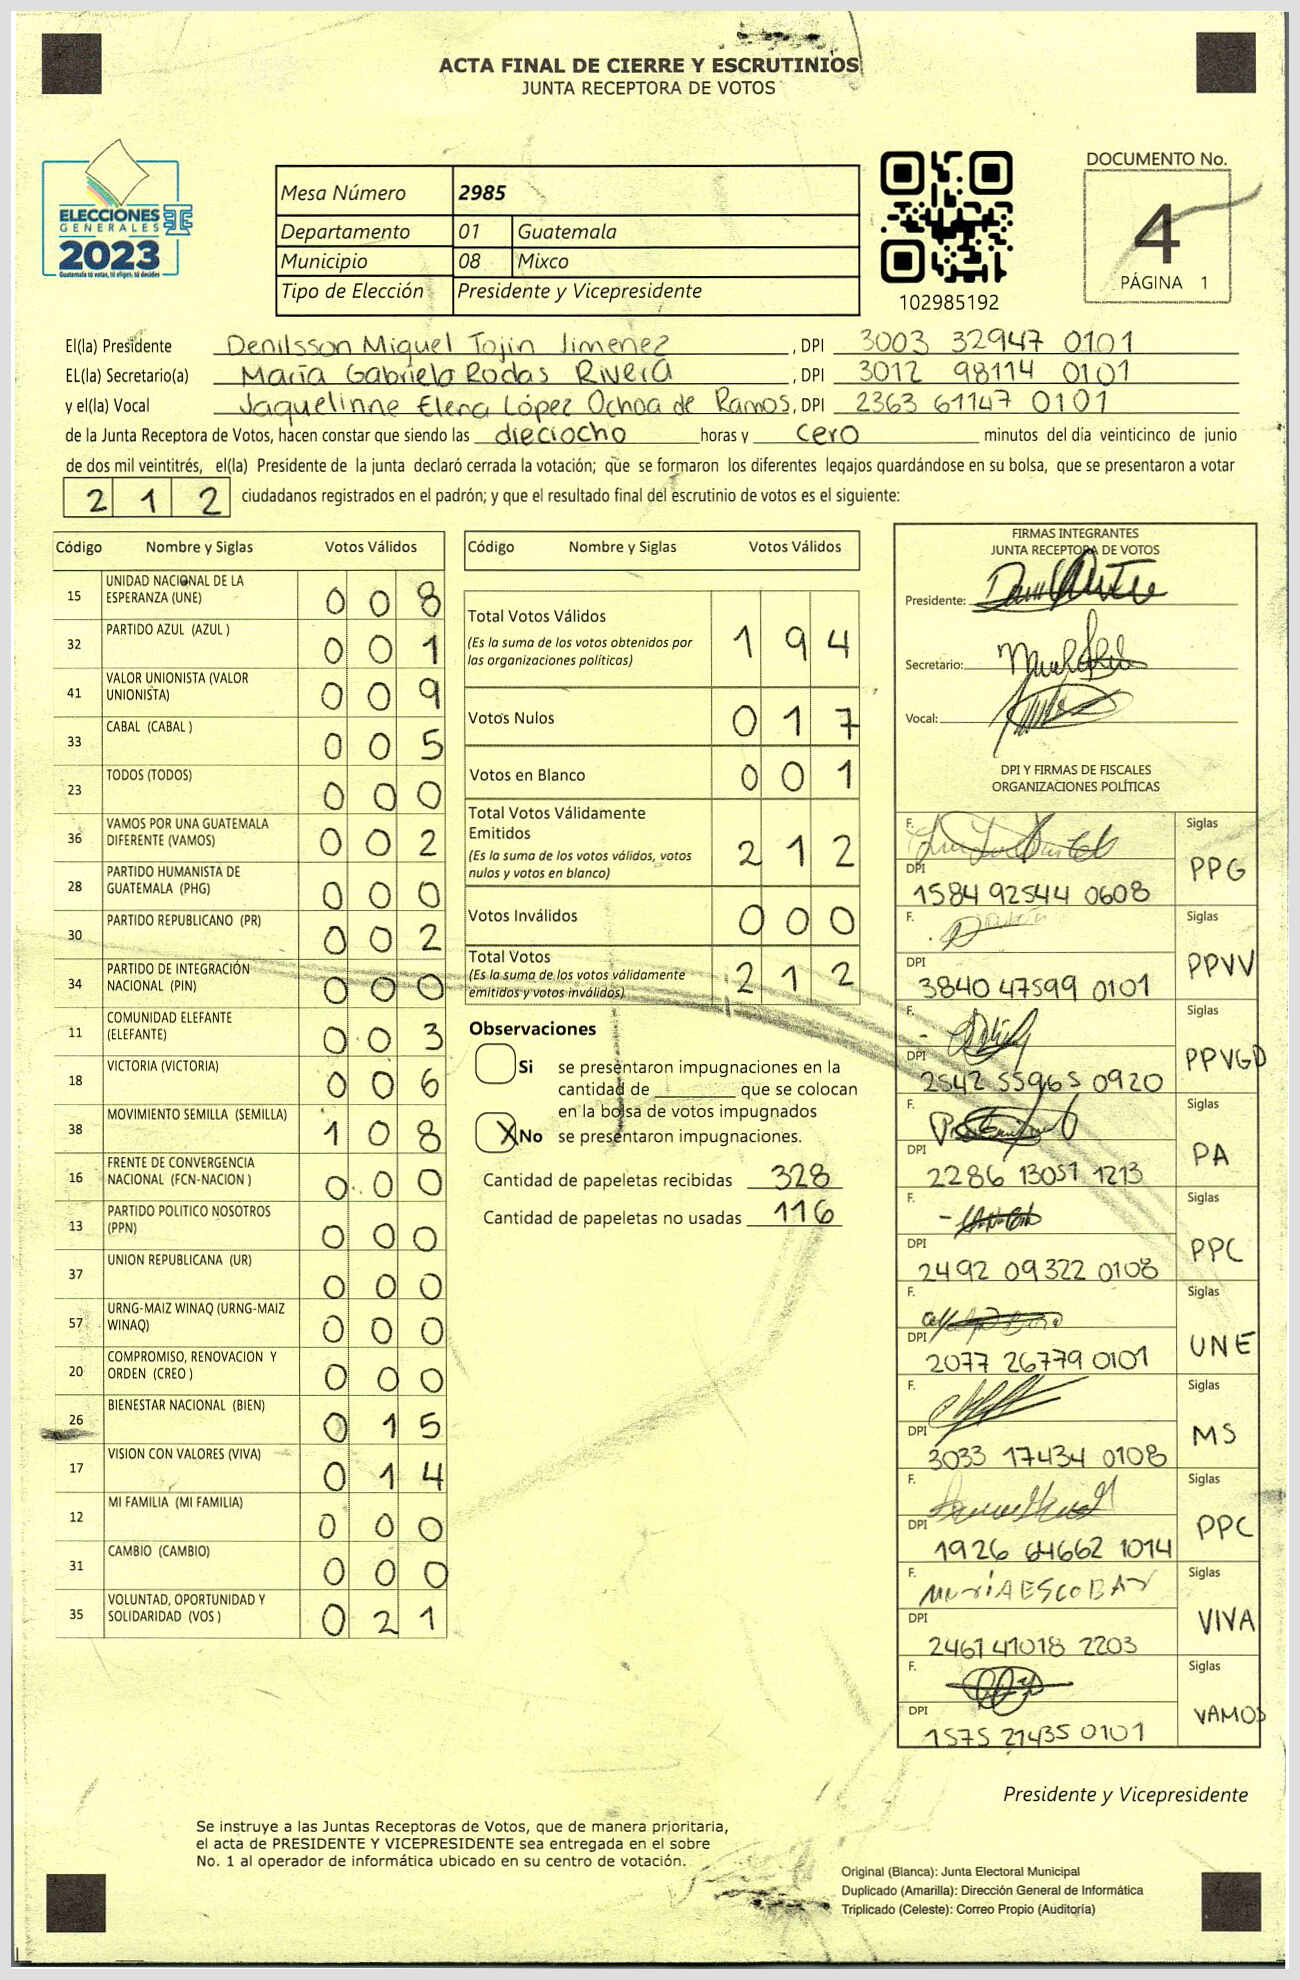 ACTA FINAL DE CIERRE Y ESCRUTINIOS
JUNTA RECEPTORA DE VOTOS
ELECCIONES
GENERALES
2023
Guatemala tú votas, tú eliges, tú decides
Mesa Número 2985
Departamento 01 Guatemala
Municipio 08 Mixco
Tipo de Elección Presidente y Vicepresidente
102985192
DOCUMENTO No.
4
PÁGINA 1
El(la) Presidente Denilsson Miguel Tojin Jimenez, DPI 3003 32947 0101
EL(la) Secretario(a) María Gabriela Rodas Rivera, DPI 3012 98114 0101
y el(la) Vocal Jaquelinne Elena López Ochoa de Ramos, DPI 2363 61147 0101
de la Junta Receptora de Votos, hacen constar que siendo las dieciocho horas y cero minutos del día veinticinco de junio
de dos mil veintitrés, el(la) Presidente de la junta declaró cerrada la votación; que se formaron los diferentes legajos quardándose en su bolsa, que se presentaron a votar
212 ciudadanos registrados en el padrón; y que el resultado final del escrutinio de votos es el siguiente:
Código Nombre y Siglas Votos Válidos
15 UNIDAD NACIONAL DE LA ESPERANZA (UNE) 0 0 8
32 PARTIDO AZUL (AZUL ) 0 0 1
41 VALOR UNIONISTA (VALOR UNIONISTA) 0 0 9
33 CABAL (CABAL ) 0 0 5
23 TODOS (TODOS) 0 0 0
36 VAMOS POR UNA GUATEMALA DIFERENTE (VAMOS) 0 0 2
28 PARTIDO HUMANISTA DE GUATEMALA (PHG) 0 0 0
30 PARTIDO REPUBLICANO (PR) 0 0 2
34 PARTIDO DE INTEGRACIÓN NACIONAL (PIN) 0 0 0
11 COMUNIDAD ELEFANTE (ELEFANTE) 0 0 3
18 VICTORIA (VICTORIA) 0 0 6
38 MOVIMIENTO SEMILLA (SEMILLA) 1 0 8
16 FRENTE DE CONVERGENCIA NACIONAL (FCN-NACION ) 0 0 0
13 PARTIDO POLITICO NOSOTROS (PPN) 0 0 0
37 UNION REPUBLICANA (UR) 0 0 0
57 URNG-MAIZ WINAQ (URNG-MAIZ WINAQ) 0 0 0
20 COMPROMISO, RENOVACION Y ORDEN (CREO ) 0 0 0
26 BIENESTAR NACIONAL (BIEN) 0 1 5
17 VISION CON VALORES (VIVA) 0 1 4
12 MI FAMILIA (MI FAMILIA) 0 0 0
31 CAMBIO (CAMBIO) 0 0 0
35 VOLUNTAD, OPORTUNIDAD Y SOLIDARIDAD (VOS ) 0 2 1
Código Nombre y Siglas Votos Válidos
Total Votos Válidos 1 9 4
(Es la suma de los votos obtenidos por
las organizaciones políticas)
Votos Nulos 0 1 7
Votos en Blanco 0 0 1
Total Votos Válidamente
Emitidos 2 1 2
(Es la suma de los votos válidos, votos
nulos y votos en blanco)
Votos Inválidos 0 0 0
Total Votos 2 1 2
(Es la suma de los votos válidamente
emitidos y votos inválidos)
Observaciones
Si se presentaron impugnaciones en la
cantidad de ________ que se colocan
en la bolsa de votos impugnados
X No se presentaron impugnaciones.
Cantidad de papeletas recibidas 328
Cantidad de papeletas no usadas 116
FIRMAS INTEGRANTES
JUNTA RECEPTORA DE VOTOS
Presidente:
Secretario:
Vocal:
DPI Y FIRMAS DE FISCALES
ORGANIZACIONES POLÍTICAS
F. Siglas
DPI 1584 92544 0608 PPG
F. Siglas
DPI 3840 47599 0101 PPVV
F. Siglas
DPI 2542 55965 0920 PPVGD
F. Siglas
DPI 2286 13051 1213 PA
F. Siglas
DPI 2492 09322 0108 PPC
F. Siglas
DPI 2077 26779 0101 UNE
F. Siglas
DPI 3033 17434 0108 MS
F. Siglas
DPI 1926 64662 1014 PPC
F. MaríaESCOBAR Siglas
DPI 2461 41018 2203 VIVA
F. Siglas
DPI 1575 21435 0101 VAMOS
Presidente y Vicepresidente
Se instruye a las Juntas Receptoras de Votos, que de manera prioritaria,
el acta de PRESIDENTE Y VICEPRESIDENTE sea entregada en el sobre
No. 1 al operador de informática ubicado en su centro de votación.
Original (Blanca): Junta Electoral Municipal
Duplicado (Amarilla): Dirección General de Informática
Triplicado (Celeste): Correo Propio (Auditoría)